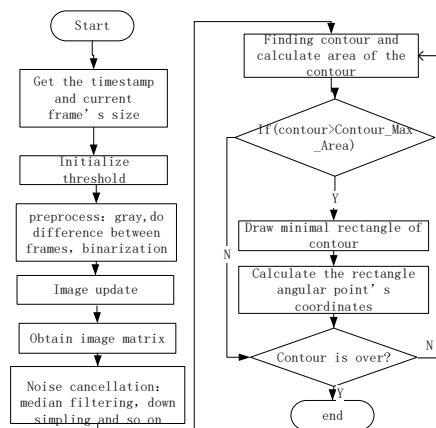 Start
Get the timestamp
and current
frame's size
Initialize
threshold
preprocess: gray,do
difference between
frames, binarization
Image update
Obtain image matrix
Noise cancellation:
median filtering, down
simpling and so on
Finding contour and
calculate area of the
contour
If(contour>Contour_Max
_Area)
Y
N
Draw minimal rectangle of
contour
Calculate the rectangle
angular point's
coordinates
Contour is over?
N
Y
end